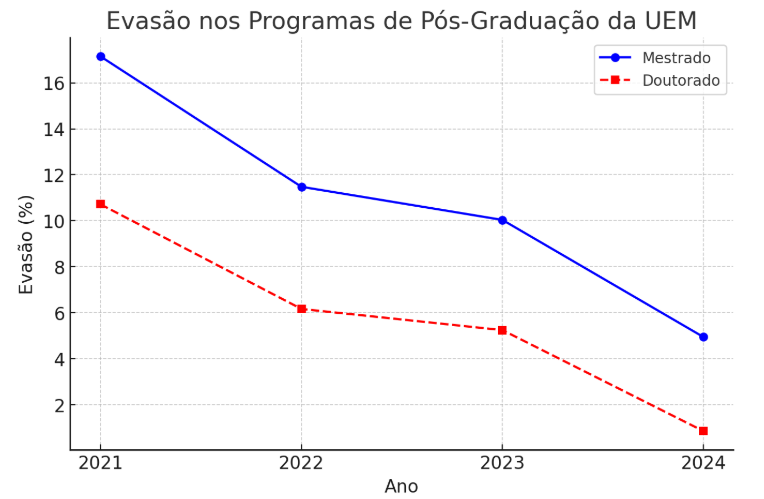 Evasão nos Programas de Pós-Graduação da UEM
Mestrado
Doutorado
16
14
12
10
8
6
4
2
Evasão (%)
2021
2022
2023
2024
Ano